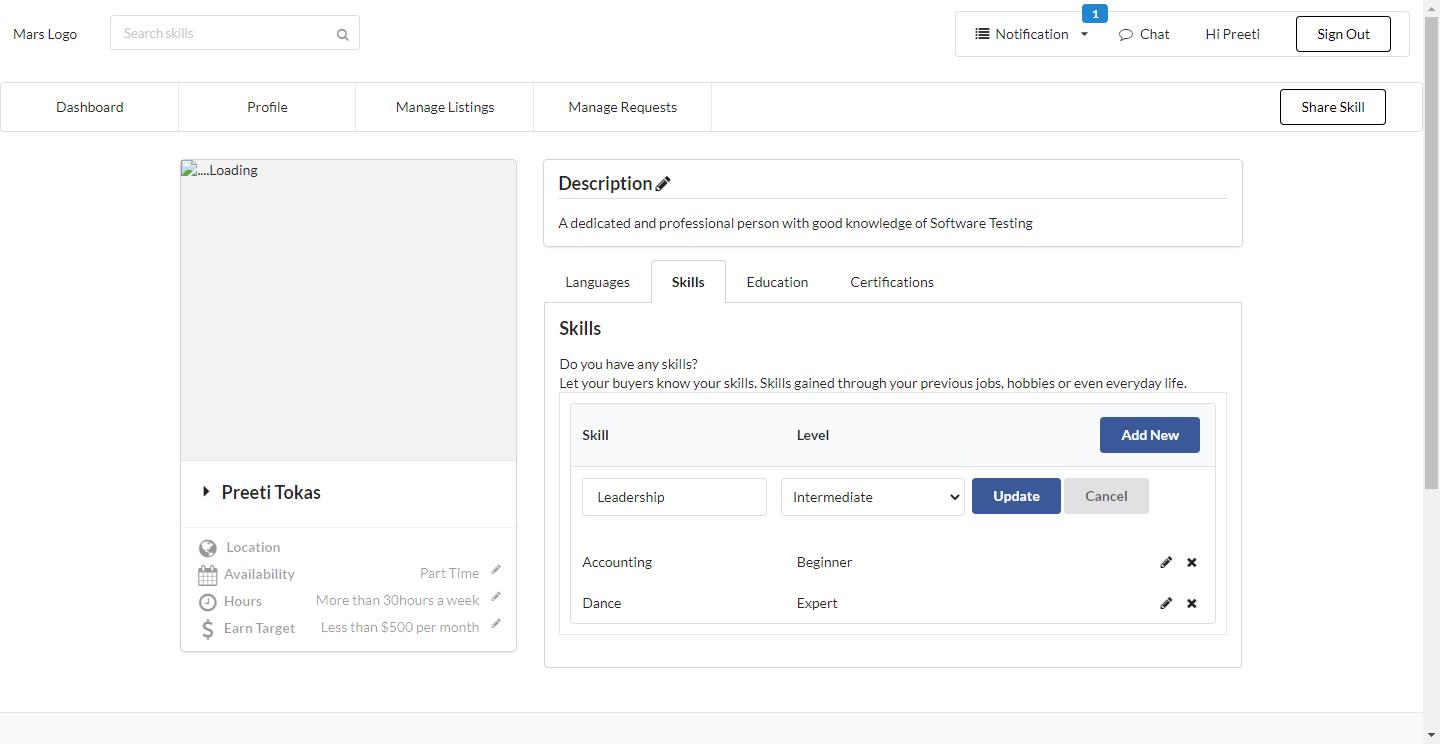 Mars Logo
Search skills
1
Notification
Chat
Hi Preeti
Sign Out
Dashboard
Profile
Manage Listings
Manage Requests
Share Skill
....Loading
Preeti Tokas
Location
Availability Part Time
Hours More than 30hours a week
Earn Target Less than $500 per month
Description
A dedicated and professional person with good knowledge of Software Testing
Languages
Skills
Education
Certifications
Skills
Do you have any skills?
Let your buyers know your skills. Skills gained through your previous jobs, hobbies or even everyday life.
Skill Level Add New
Leadership Intermediate Update Cancel
Accounting Beginner
Dance Expert